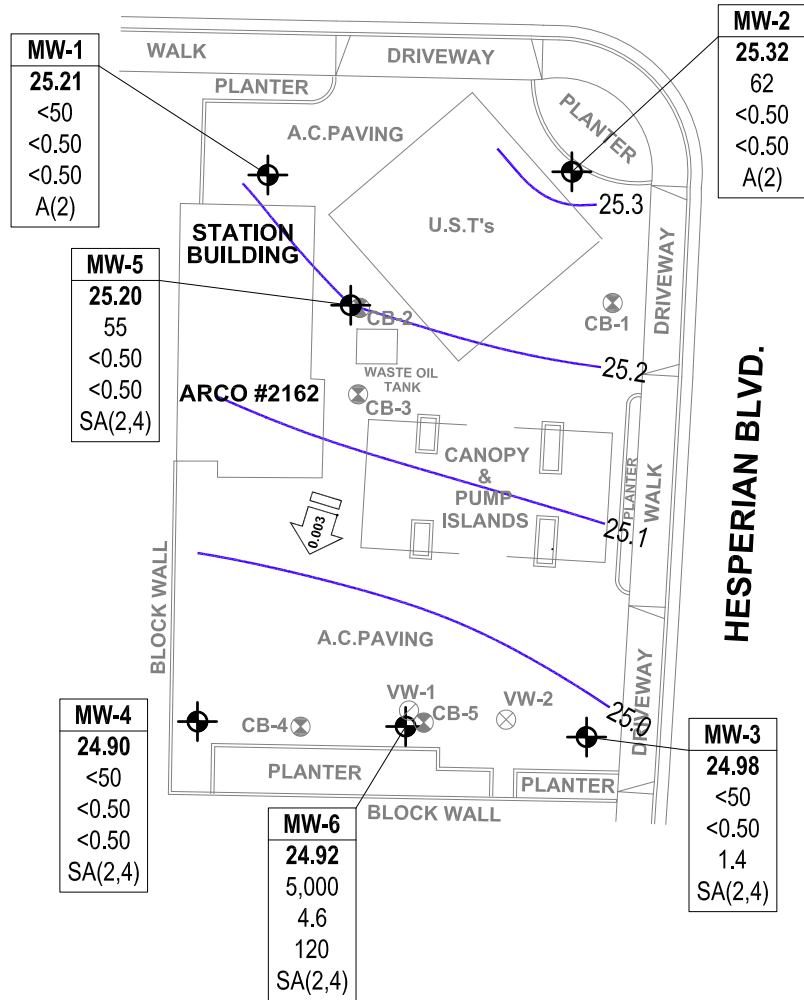 MW-1
25.21
<50
<0.50
<0.50
A(2)
MW-2
25.32
62
<0.50
<0.50
A(2)
WALK
DRIVEWAY
PLANTER
PLANTER
A.C.PAVING
U.S.T's
25.3
STATION
BUILDING
DRIVEWAY
MW-5
25.20
55
<0.50
<0.50
SA(2,4)
CB-2
CB-1
WASTE OIL
TANK
25.2
ARCO #2162
CB-3
CANOPY
&
PUMP
ISLANDS
PLANTER
WALK
HESPERIAN BLVD.
0.003
25.1
BLOCK WALL
A.C.PAVING
DRIVEWAY
VW-1
VW-2
CB-4
CB-5
25.0
MW-4
24.90
<50
<0.50
<0.50
SA(2,4)
MW-3
24.98
<50
<0.50
1.4
SA(2,4)
PLANTER
PLANTER
BLOCK WALL
MW-6
24.92
5,000
4.6
120
SA(2,4)